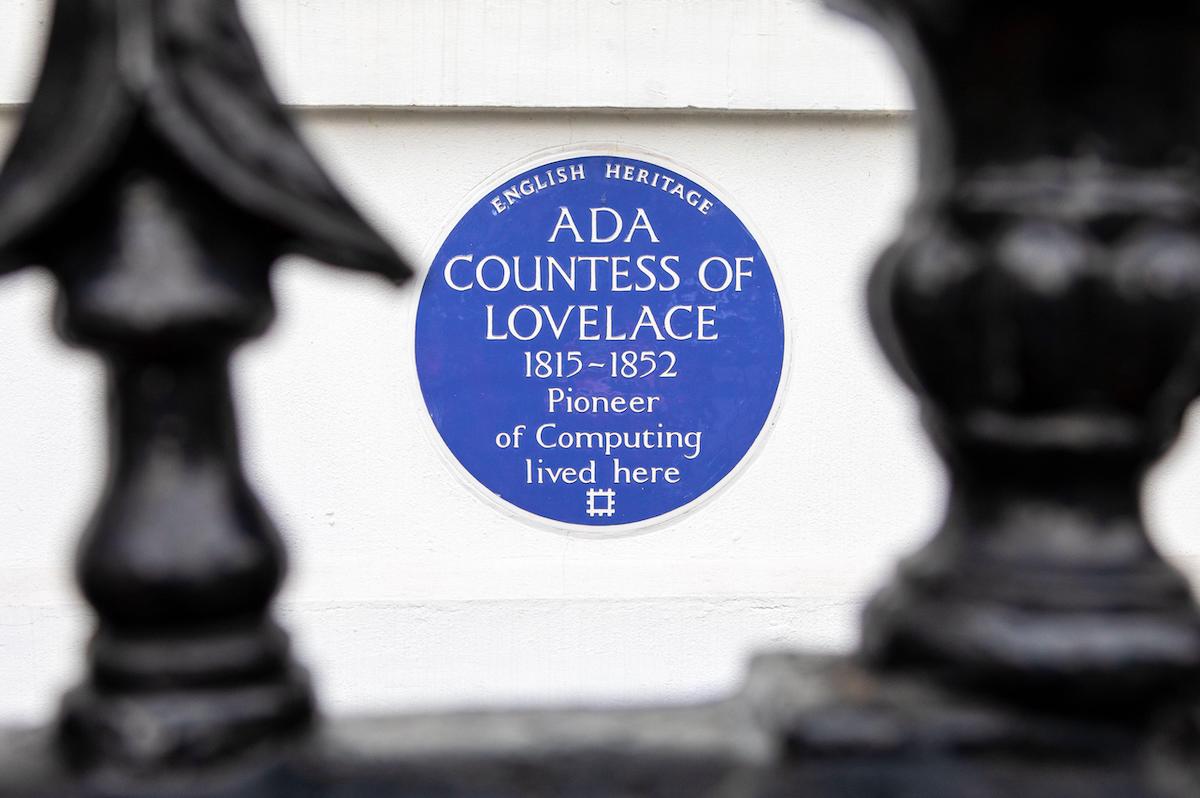 ENGLISH HERITAGE
ADA
COUNTESS OF
LOVELACE
1815~1852
Pioneer
of Computing
lived here